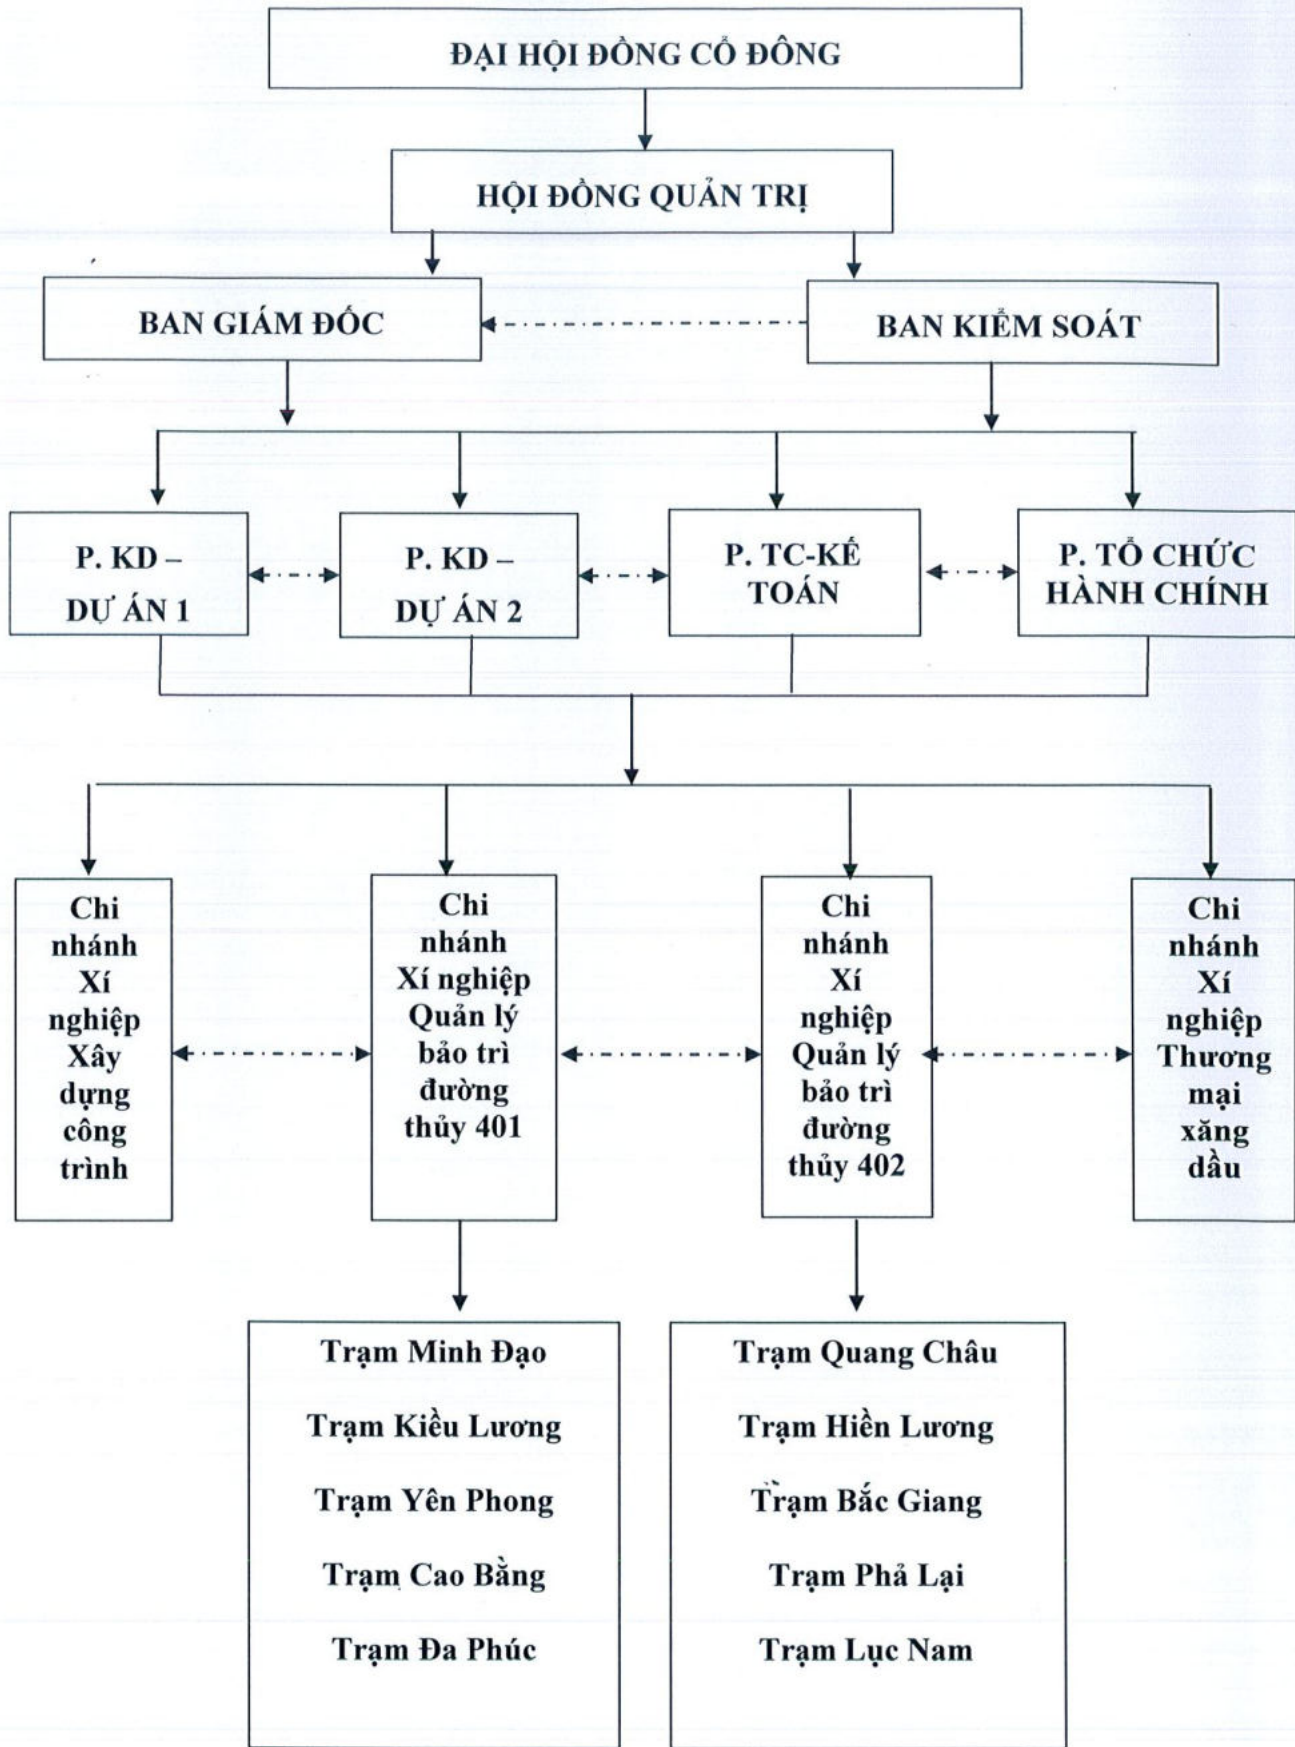 ĐẠI HỘI ĐỒNG CỔ ĐÔNG
HỘI ĐỒNG QUẢN TRỊ
BAN GIÁM ĐỐC
BAN KIỂM SOÁT
P. KD –
DỰ ÁN 1
P. KD –
DỰ ÁN 2
P. TC-KẾ
TOÁN
P. TỔ CHỨC
HÀNH CHÍNH
Chi
nhánh
Xí
nghiệp
Xây
dựng
công
trình
Chi
nhánh
Xí nghiệp
Quản lý
bảo trì
đường
thủy 401
Chi
nhánh
Xí
nghiệp
Quản lý
bảo trì
đường
thủy 402
Chi
nhánh
Xí
nghiệp
Thương
mại
xăng
dầu
Trạm Minh Đạo
Trạm Kiều Lương
Trạm Yên Phong
Trạm Cao Bằng
Trạm Đa Phúc
Trạm Quang Châu
Trạm Hiền Lương
Trạm Bắc Giang
Trạm Phả Lại
Trạm Lục Nam